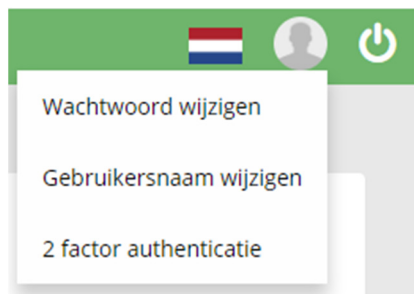 Wachtwoord wijzigen
Gebruikersnaam wijzigen
2 factor authenticatie